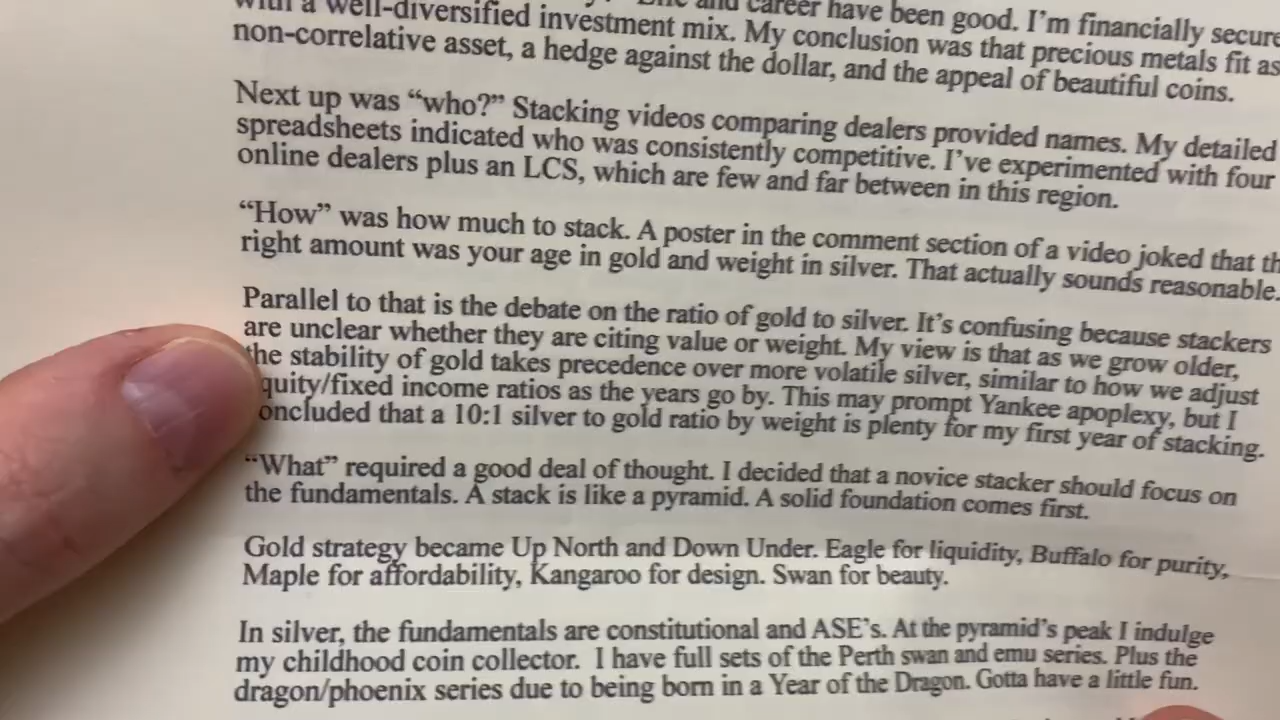 and career have been good. I'm financially secure
with a well-diversified investment mix. My conclusion was that precious metals fit as
non-correlative asset, a hedge against the dollar, and the appeal of beautiful coins.
Next up was “who?” Stacking videos comparing dealers provided names. My detailed
spreadsheets indicated who was consistently competitive. I've experimented with four
online dealers plus an LCS, which are few and far between in this region.
“How” was how much to stack. A poster in the comment section of a video joked that th
right amount was your age in gold and weight in silver. That actually sounds reasonable.
Parallel to that is the debate on the ratio of gold to silver. It's confusing because stackers
are unclear whether they are citing value or weight. My view is that as we grow older,
the stability of gold takes precedence over more volatile silver, similar to how we adjust
quity/fixed income ratios as the years go by. This may prompt Yankee apoplexy, but I
oncluded that a 10:1 silver to gold ratio by weight is plenty for my first year of stacking.
“What” required a good deal of thought. I decided that a novice stacker should focus on
the fundamentals. A stack is like a pyramid. A solid foundation comes first.
Gold strategy became Up North and Down Under. Eagle for liquidity, Buffalo for purity,
Maple for affordability, Kangaroo for design. Swan for beauty.
In silver, the fundamentals are constitutional and ASE's. At the pyramid's peak I indulge
my childhood coin collector. I have full sets of the Perth swan and emu series. Plus the
dragon/phoenix series due to being born in a Year of the Dragon. Gotta have a little fun.